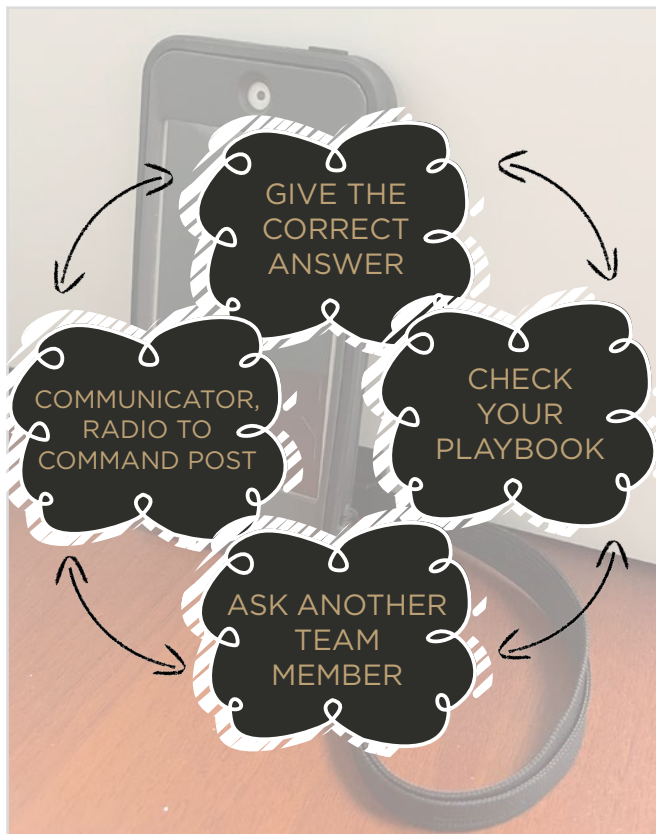 GIVE THE
CORRECT
ANSWER
CHECK
YOUR
PLAYBOOK
COMMUNICATOR,
RADIO TO
COMMAND POST
ASK ANOTHER
TEAM
MEMBER